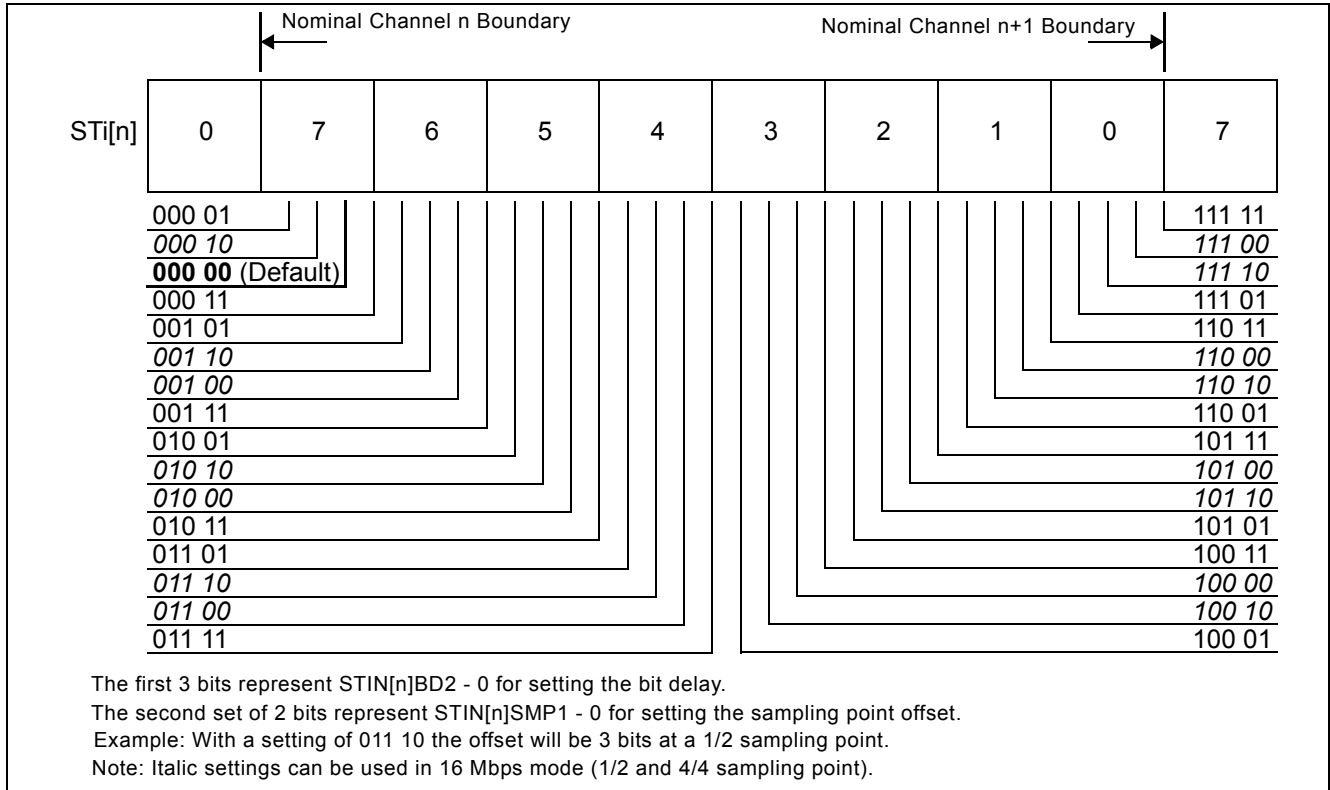 Nominal Channel n Boundary
Nominal Channel n+1 Boundary
STi[n] 0 7 6 5 4 3 2 1 0 7
000 01 111 11
000 10 111 00
000 00 (Default) 111 10
000 11 111 01
001 01 110 11
001 10 110 00
001 00 110 10
001 11 110 01
010 01 101 11
010 10 101 00
010 00 101 10
010 11 101 01
011 01 100 11
011 10 100 00
011 00 100 10
011 11 100 01
The first 3 bits represent STIN[n]BD2 - 0 for setting the bit delay.
The second set of 2 bits represent STIN[n]SMP1 - 0 for setting the sampling point offset.
Example: With a setting of 011 10 the offset will be 3 bits at a 1/2 sampling point.
Note: Italic settings can be used in 16 Mbps mode (1/2 and 4/4 sampling point).